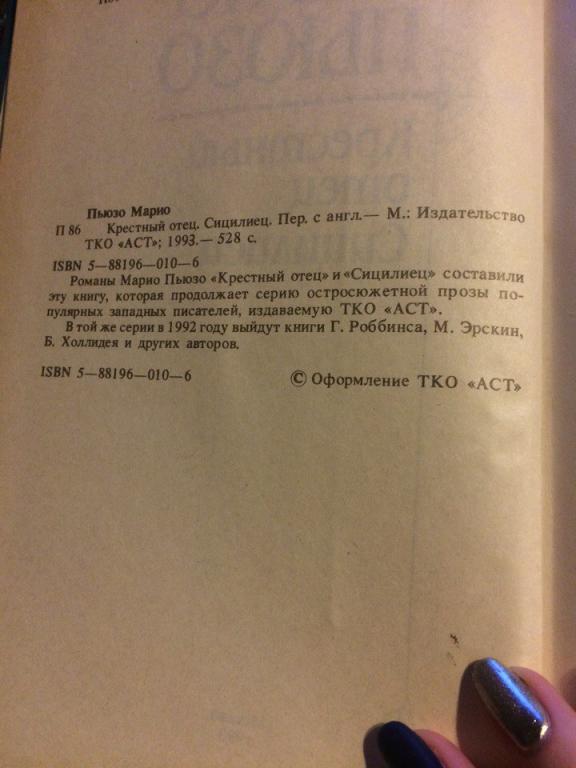 Пьюзо Марио
П 86 Крестный отец. Сицилиец. Пер. с англ.— М.: Издательство
ТКО «АСТ»; 1993.— 528 с.
ISBN 5—88196—010—6
Романы Марио Пьюзо «Крестный отец» и «Сицилиец» составили
эту книгу, которая продолжает серию остросюжетной прозы по-
пулярных западных писателей, издаваемую ТКО «АСТ».
В той же серии в 1992 году выйдут книги Г. Роббинса, М. Эрскин,
Б. Холлидея и других авторов.
ISBN 5—88196—010—6
© Оформление ТКО «АСТ»